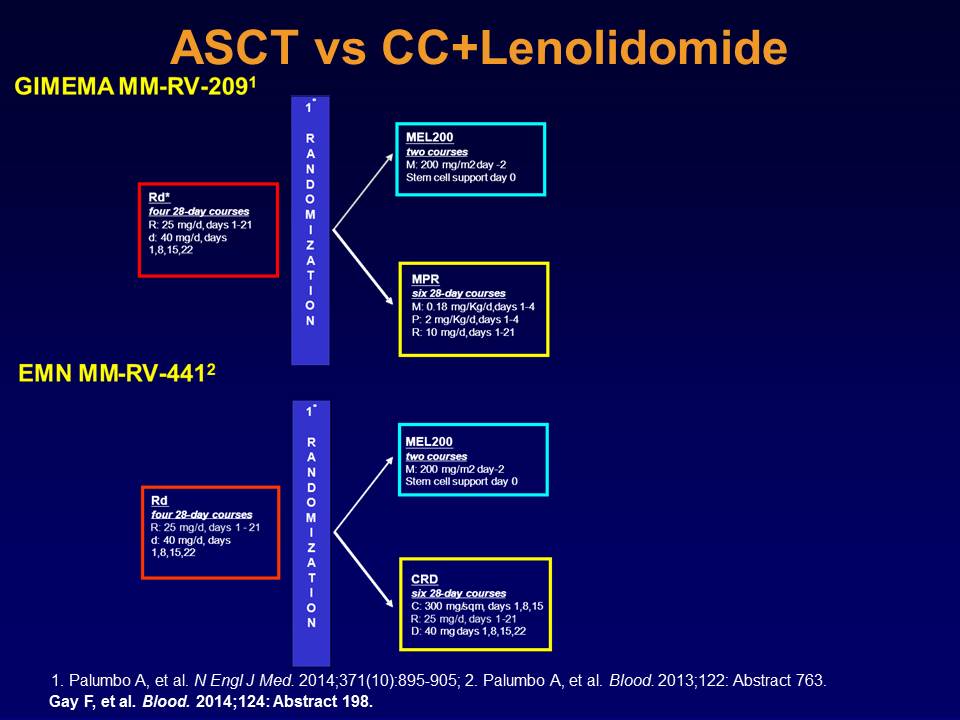 ASCT vs CC+Lenolidomide
GIMEMA MM-RV-209¹
1°
RANDOMIZATION
Rd*
four 28-day courses
R: 25 mg/d, days 1-21
d: 40 mg/d, days
1,8,15,22
MEL200
two courses
M: 200 mg/m2 day -2
Stem cell support day 0
MPR
six 28-day courses
M: 0.18 mg/Kg/d,days 1-4
P: 2 mg/Kg/d,days 1-4
R: 10 mg/d, days 1-21
EMN MM-RV-441²
1°
RANDOMIZATION
Rd
four 28-day courses
R: 25 mg/d, days 1 - 21
d: 40 mg/d, days
1,8,15,22
MEL200
two courses
M: 200 mg/m2 day-2
Stem cell support day 0
CRD
six 28-day courses
C: 300 mg/sqm, days 1,8,15
R: 25 mg/d, days 1-21
D: 40 mg days 1,8,15,22
1. Palumbo A, et al. N Engl J Med. 2014;371(10):895-905; 2. Palumbo A, et al. Blood. 2013;122: Abstract 763.
Gay F, et al. Blood. 2014;124: Abstract 198.